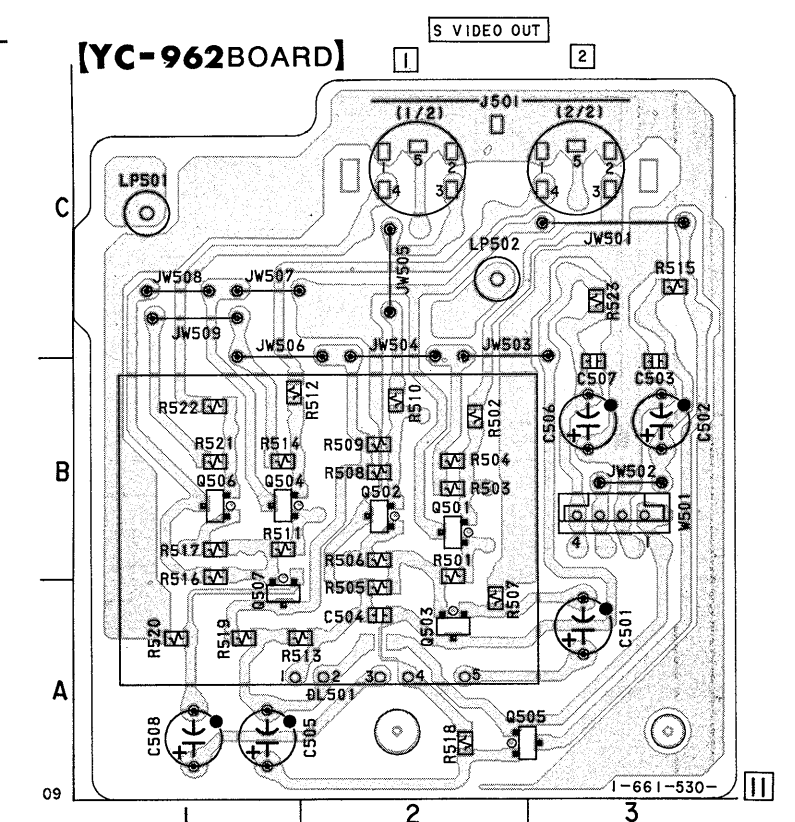 S VIDEO OUT
【YC-962BOARD】
1 2
J501
(1/2) (2/2)
1 5 2 1 5 2
4 3 4 3
LP501
C
LP502 JW501
JW505
R515
JW508 JW507
R523
JW509
JW506 JW504 JW503
C507 C503
R512 R510 R502
R522
C506 C502
R509
R521 R514 R504
B
R508 JW502
Q506 Q504 Q502 R503
Q501 W501
4 1
R517 R511
R506 R501
R516 R505
Q507 R507
C504
Q503 C501
R520 R519 R513
1 2 3 4 5
A
DL501
Q505
C508 C505 R518
1-661-530-
11
09
1 2 3